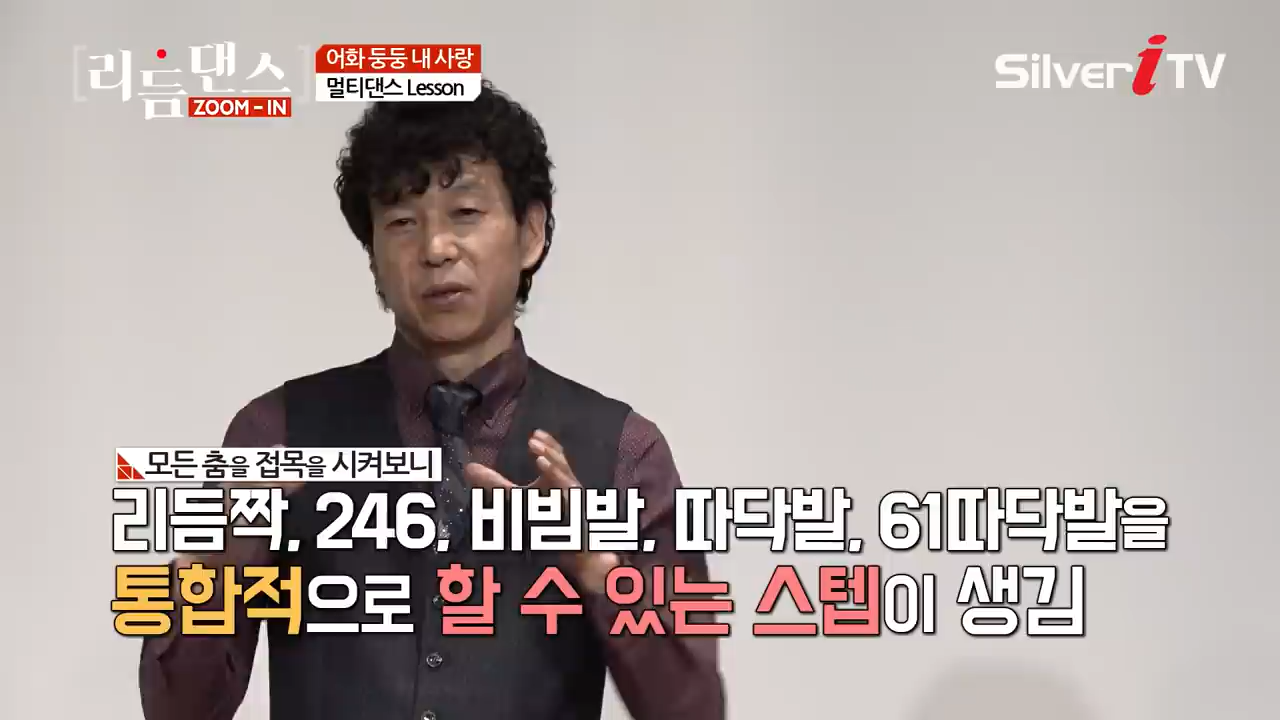 리듬댄스
ZOOM-IN
어화 둥둥 내 사랑
멀티댄스 Lesson
Silver i TV
모든 춤을 접목을 시켜보니
리듬짝, 246, 비빔발, 따닥발, 61따닥발을
통합적으로 할 수 있는 스텝이 생김